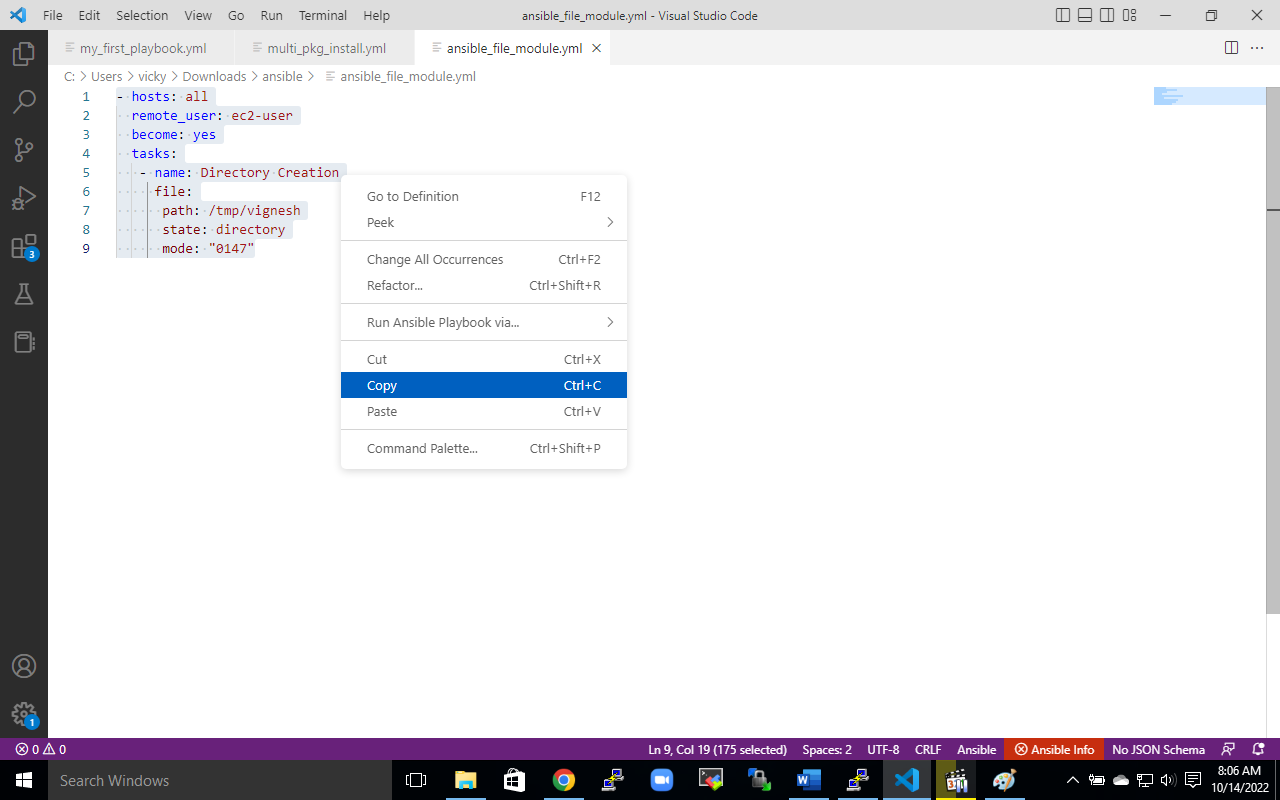 File Edit Selection View Go Run Terminal Help ansible_file_module.yml - Visual Studio Code
my_first_playbook.yml multi_pkg_install.yml ansible_file_module.yml
C: > Users > vicky > Downloads > ansible > ansible_file_module.yml
1 - hosts: all
2 remote_user: ec2-user
3 become: yes
4 tasks:
5 - name: Directory Creation
6 file:
7 path: /tmp/vignesh
8 state: directory
9 mode: "0147"
Go to Definition F12
Peek
Change All Occurrences Ctrl+F2
Refactor... Ctrl+Shift+R
Run Ansible Playbook via...
Cut Ctrl+X
Copy Ctrl+C
Paste Ctrl+V
Command Palette... Ctrl+Shift+P
3
1
0 0 Ln 9, Col 19 (175 selected) Spaces: 2 UTF-8 CRLF Ansible Ansible Info No JSON Schema
Search Windows
8:06 AM
10/14/2022